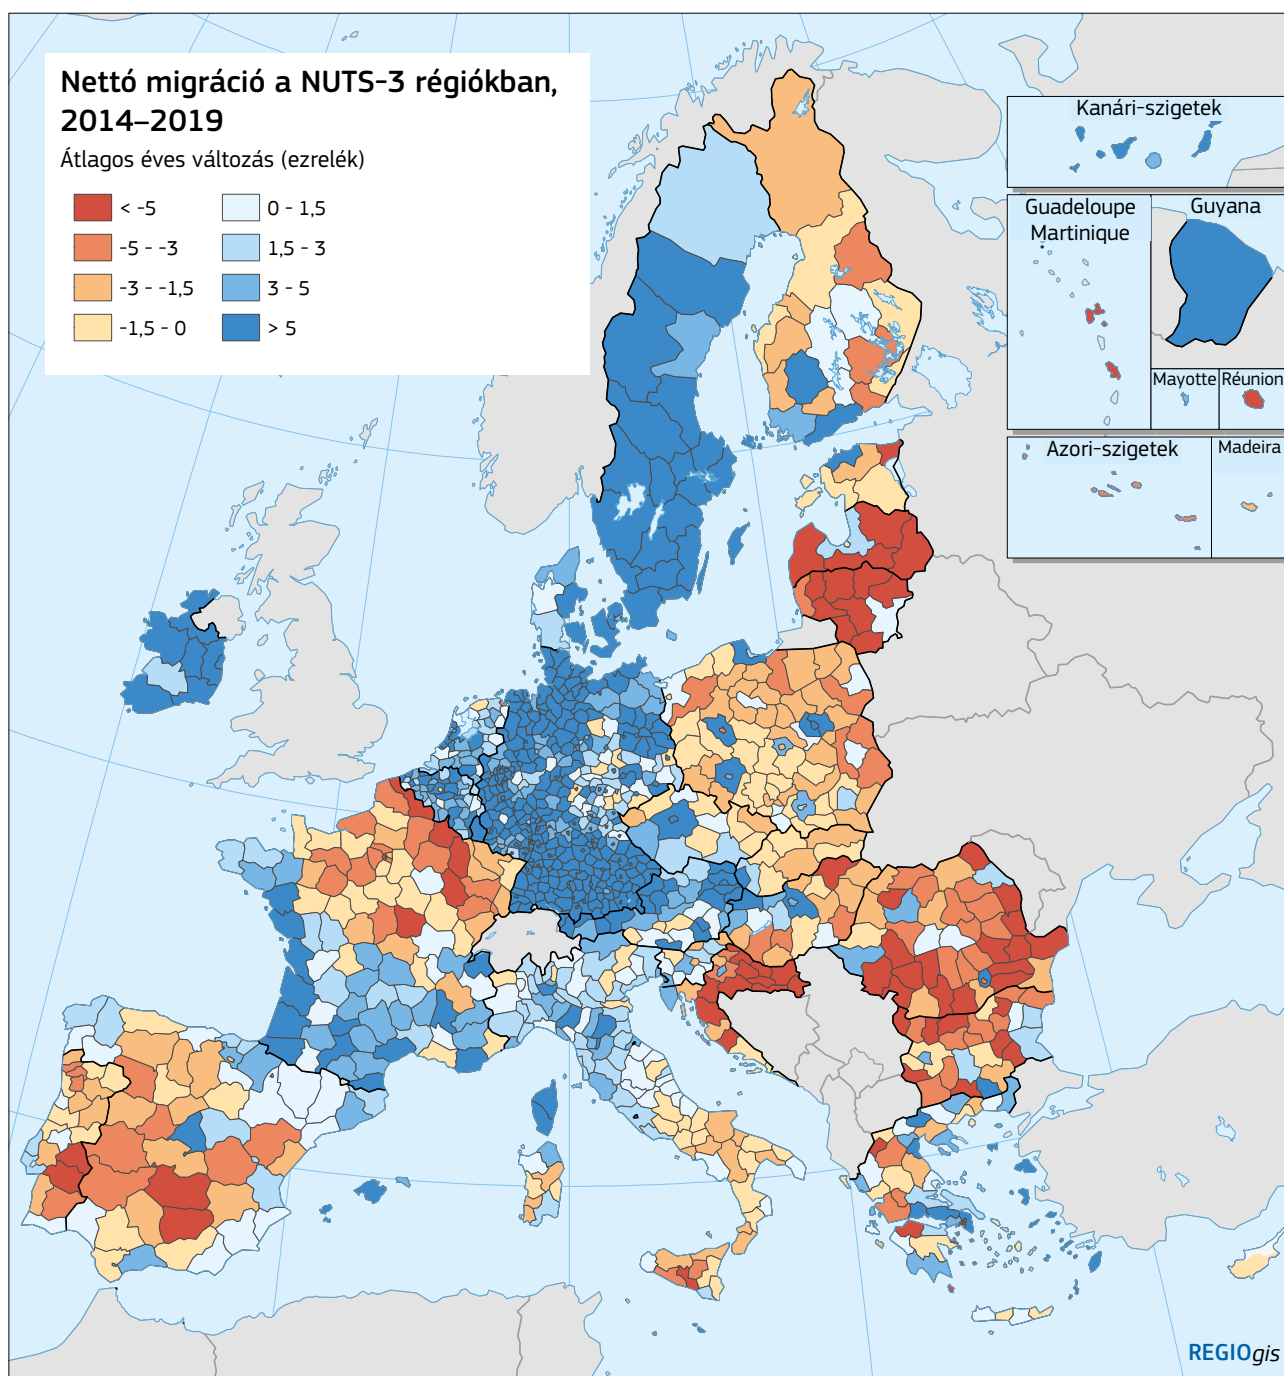 Nettó migráció a NUTS-3 régiókban,
2014–2019
Átlagos éves változás (ezrelék)
< -5
-5 - -3
-3 - -1,5
-1,5 - 0
0 - 1,5
1,5 - 3
3 - 5
> 5
Kanári-szigetek
Guadeloupe
Martinique
Guyana
Mayotte
Réunion
Azori-szigetek
Madeira
REGIOgis